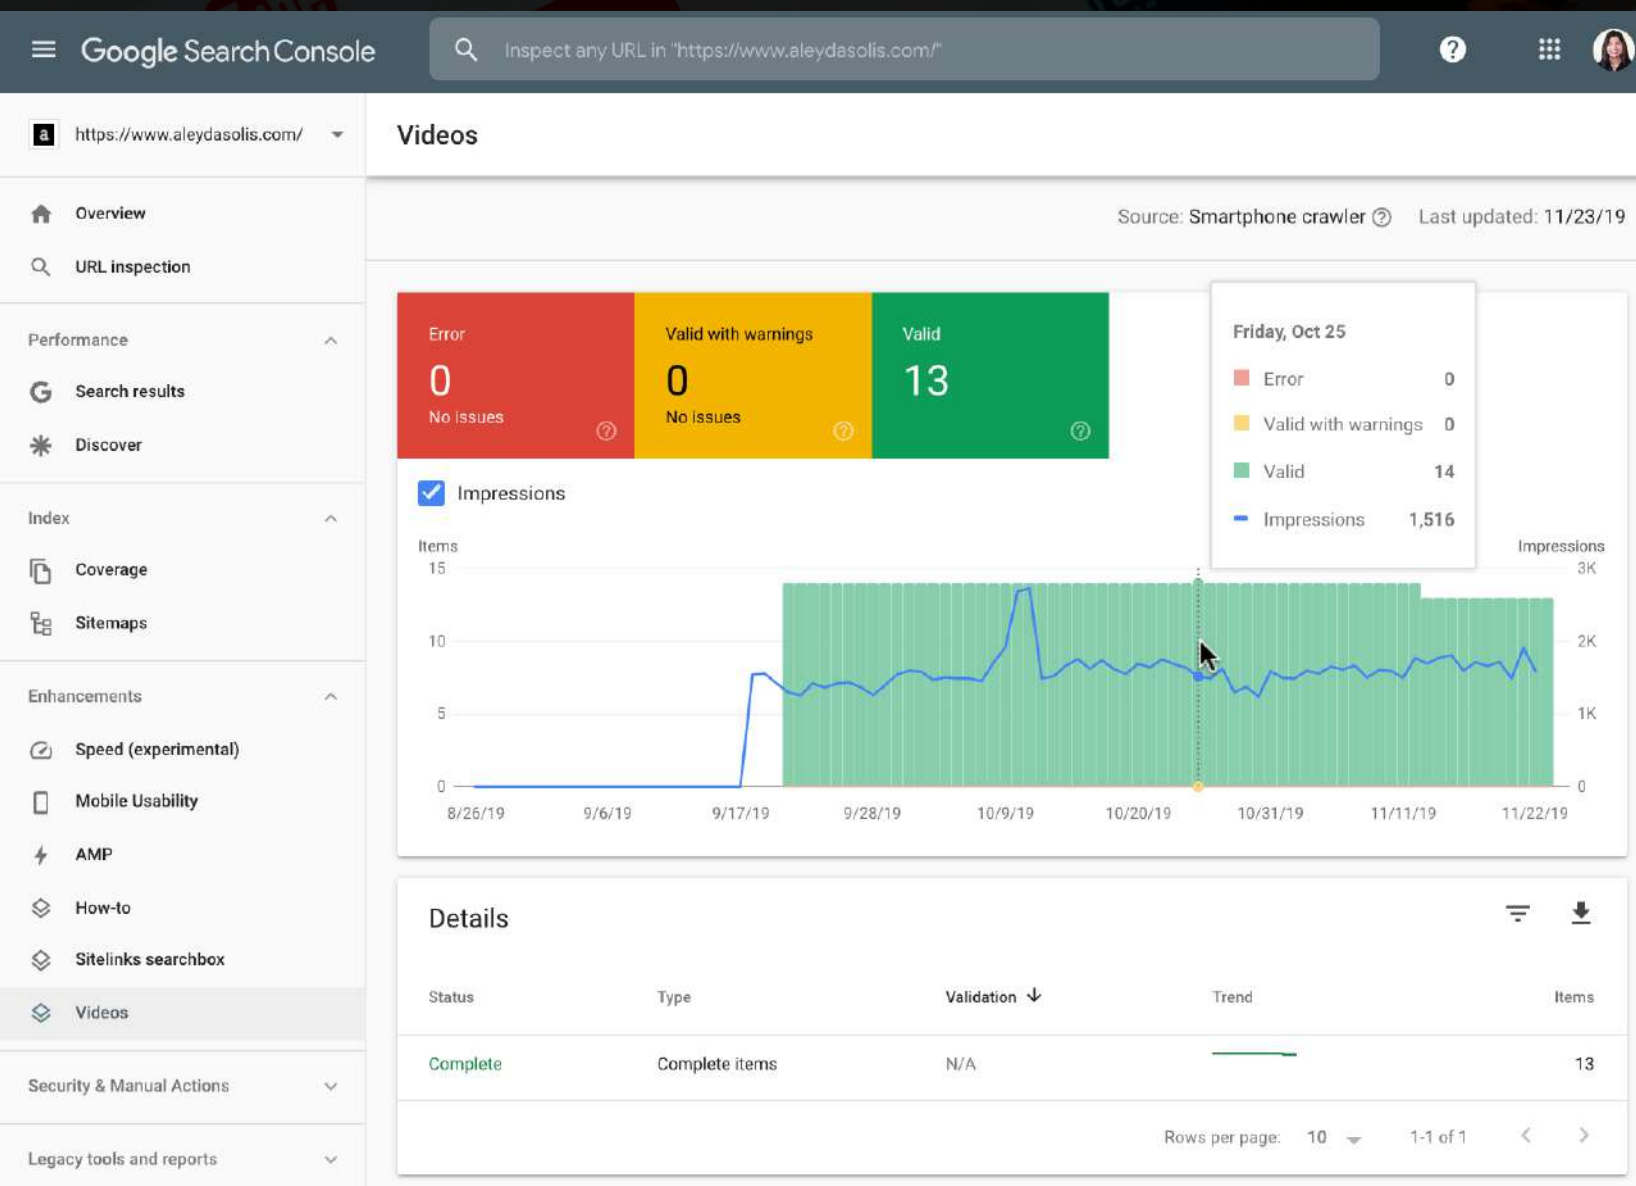 Google Search Console
Inspect any URL in "https://www.aleydasolis.com/"
a https://www.aleydasolis.com/
Videos
Source: Smartphone crawler Last updated: 11/23/19
Overview
URL inspection
Performance
Search results
Discover
Index
Coverage
Sitemaps
Enhancements
Speed (experimental)
Mobile Usability
AMP
How-to
Sitelinks searchbox
Videos
Security & Manual Actions
Legacy tools and reports
Error
0
No issues
Valid with warnings
0
No issues
Valid
13
Friday, Oct 25
Error 0
Valid with warnings 0
Valid 14
Impressions 1,516
Impressions
Items
Impressions
15
10
5
0
3K
2K
1K
0
8/26/19 9/6/19 9/17/19 9/28/19 10/9/19 10/20/19 10/31/19 11/11/19 11/22/19
Details
Status Type Validation Trend Items
Complete Complete items N/A 13
Rows per page: 10 1-1 of 1